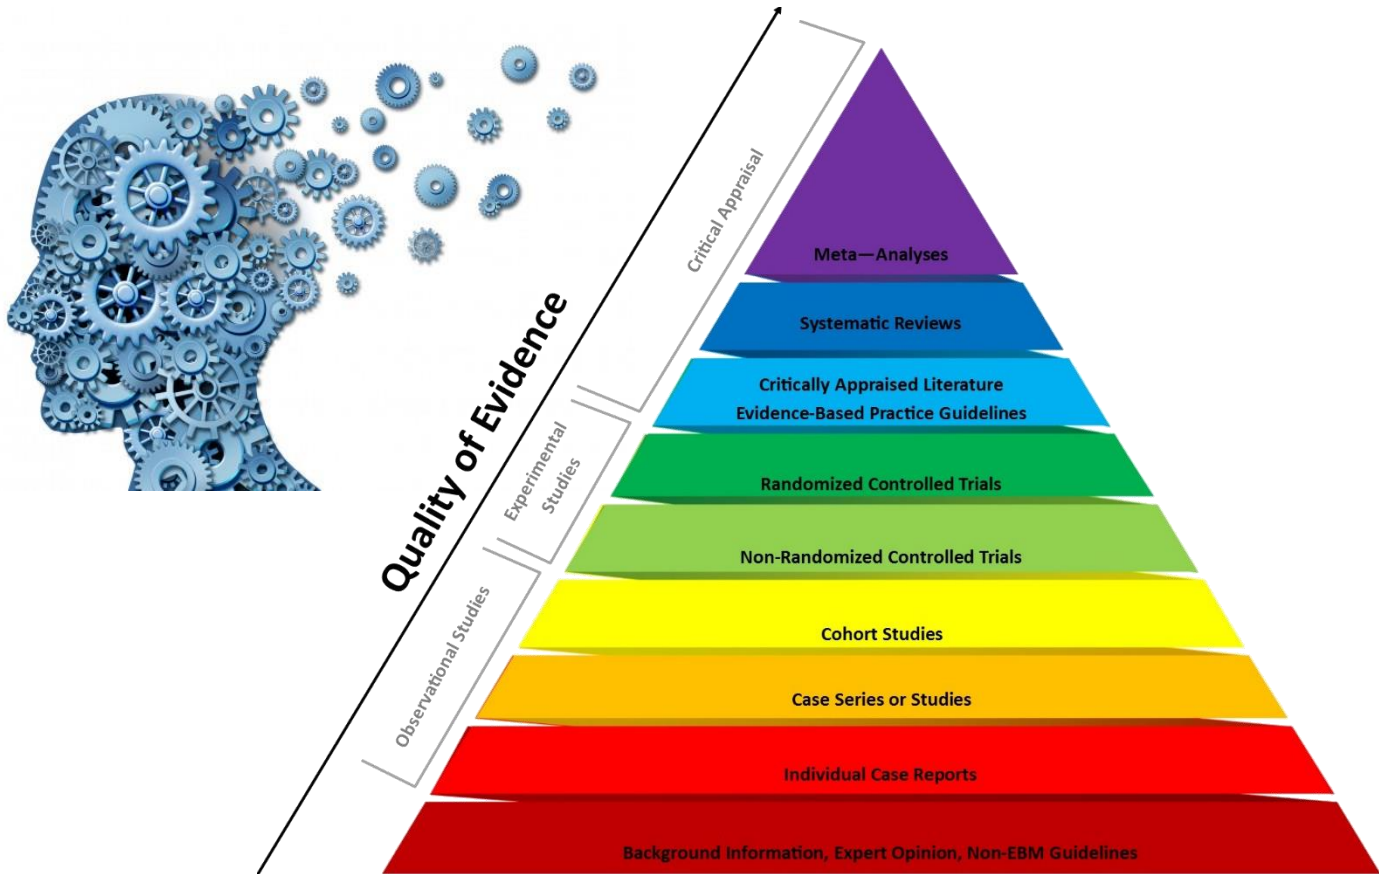 Quality of Evidence
Critical Appraisal
Experimental
Studies
Observational Studies
Meta—Analyses
Systematic Reviews
Critically Appraised Literature
Evidence-Based Practice Guidelines
Randomized Controlled Trials
Non-Randomized Controlled Trials
Cohort Studies
Case Series or Studies
Individual Case Reports
Background Information, Expert Opinion, Non-EBM Guidelines